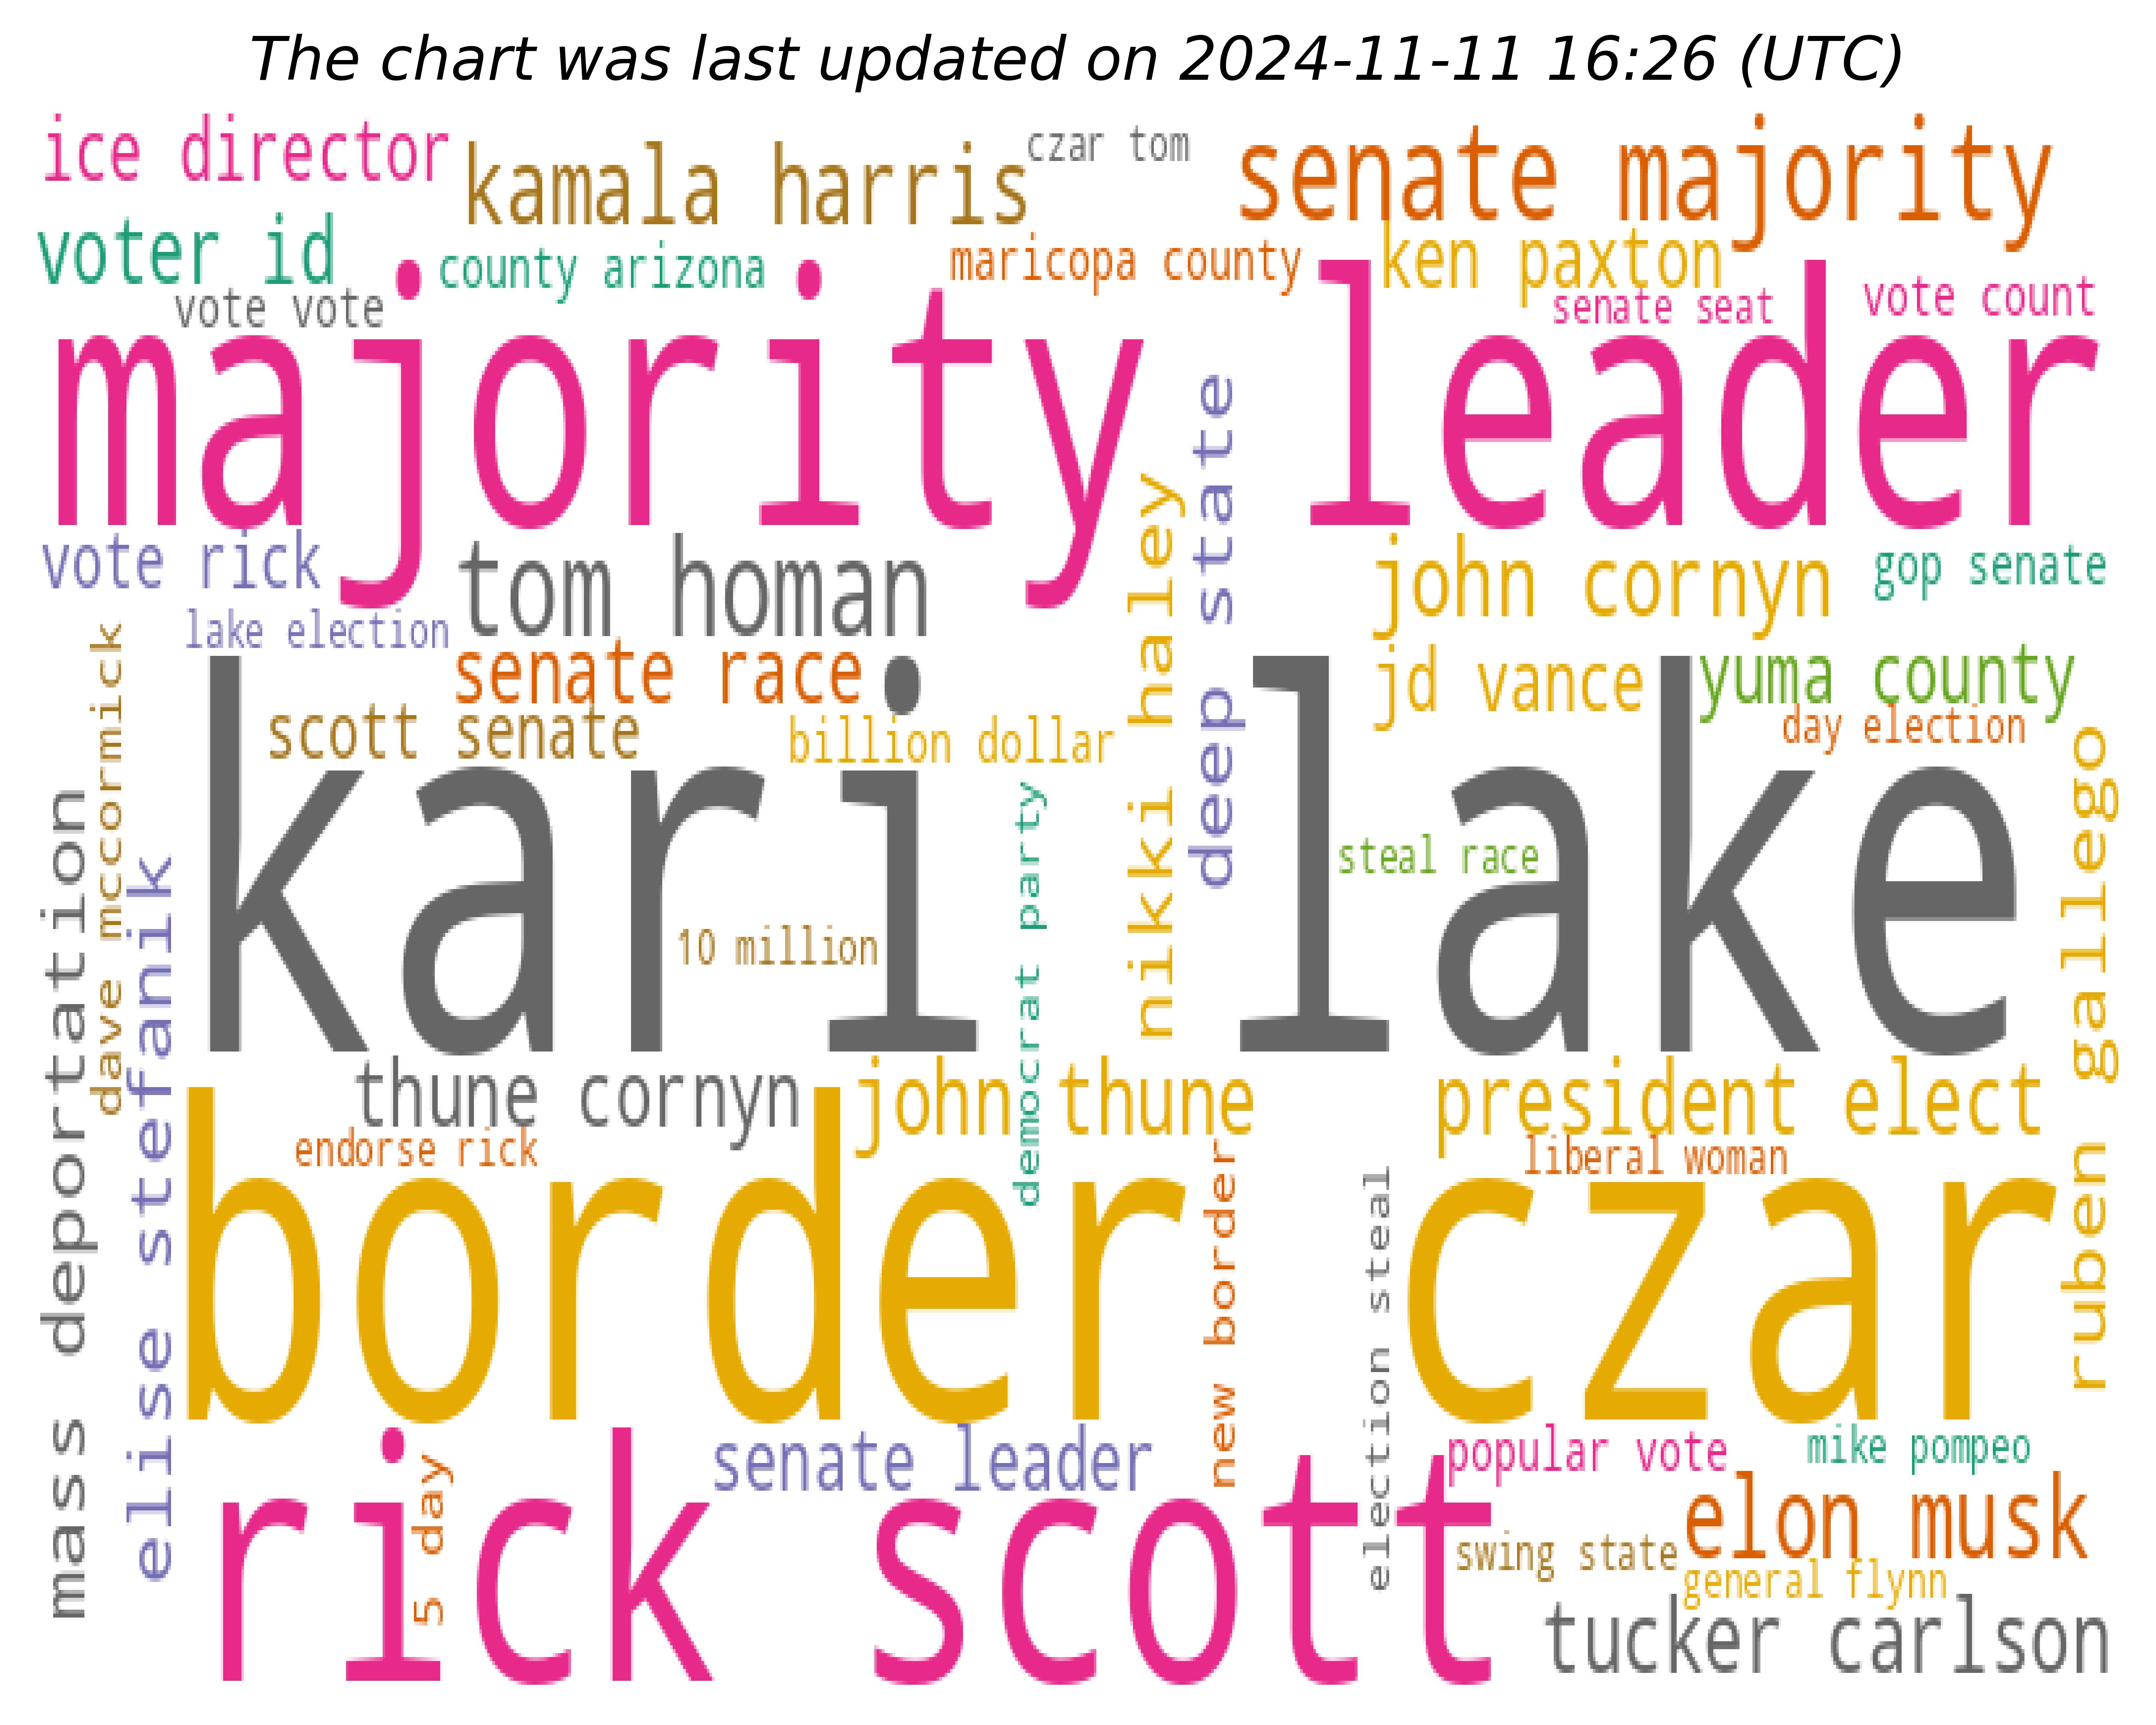 The chart was last updated on 2024-11-11 16:26 (UTC)
ice director
kamala harris
czar tom
senate majority
voter id
county arizona
maricopa county
ken paxton
vote vote
senate seat
vote count
majority leader
deep state
nikki haley
vote rick
tom homan
john cornyn
gop senate
lake election
senate race
jd vance
yuma county
dave mccormick
scott senate
billion dollar
day election
kari lake
mass deportation
elise stefanik
democrat party
steal race
ruben gallego
10 million
thune cornyn
john thune
president elect
endorse rick
liberal woman
border czar
new border
election steal
senate leader
popular vote
mike pompeo
rick scott
5 day
elon musk
swing state
general flynn
tucker carlson